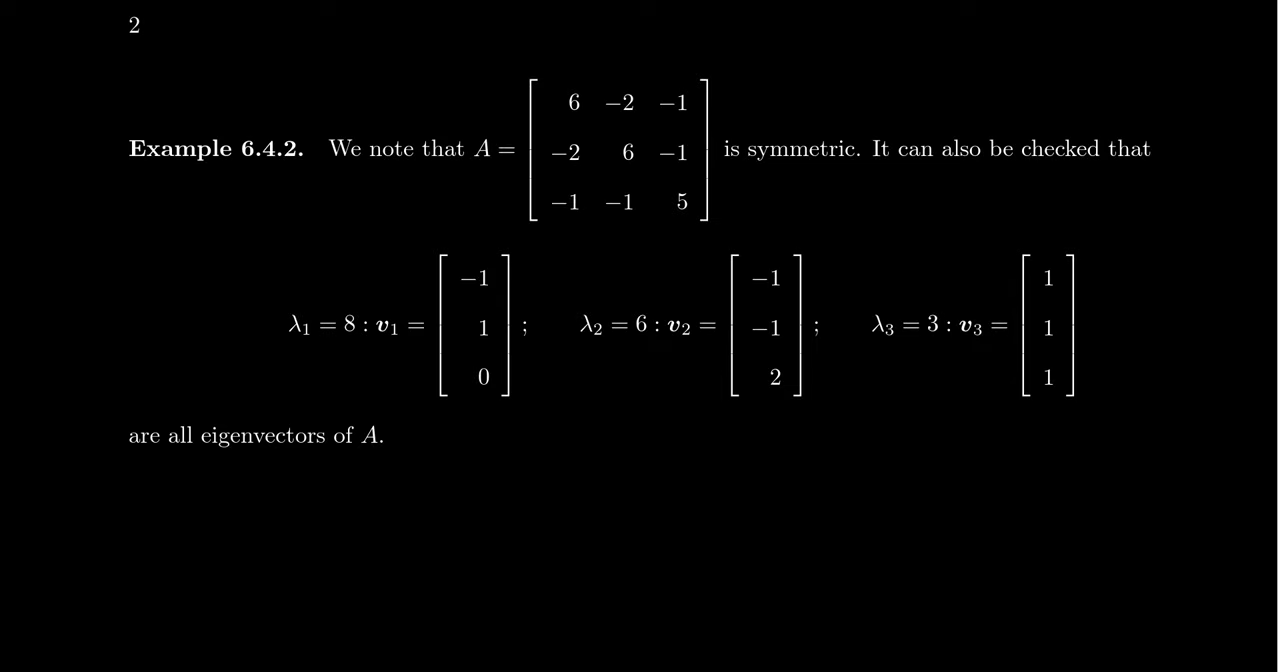 2
Example 6.4.2. We note that A = [ 6 −2 −1 ; −2 6 −1 ; −1 −1 5 ] is symmetric. It can also be checked that
λ₁ = 8 : v₁ = [ −1 ; 1 ; 0 ] ; λ₂ = 6 : v₂ = [ −1 ; −1 ; 2 ] ; λ₃ = 3 : v₃ = [ 1 ; 1 ; 1 ]
are all eigenvectors of A.